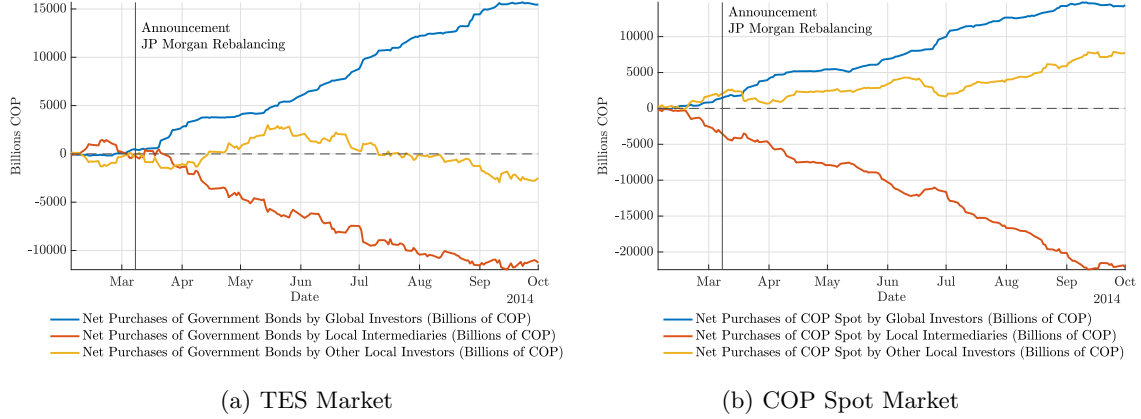 15000
10000
5000
0
-5000
-10000
Billions COP
Announcement
JP Morgan Rebalancing
Mar
Apr
May
Jun
Jul
Aug
Sep
Oct
Date
2014
Net Purchases of Government Bonds by Global Investors (Billions of COP)
Net Purchases of Government Bonds by Local Intermediaries (Billions of COP)
Net Purchases of Government Bonds by Other Local Investors (Billions of COP)
(a) TES Market
10000
5000
0
-5000
-10000
-15000
-20000
Billions COP
Announcement
JP Morgan Rebalancing
Mar
Apr
May
Jun
Jul
Aug
Sep
Oct
Date
2014
Net Purchases of COP Spot by Global Investors (Billions of COP)
Net Purchases of COP Spot by Local Intermediaries (Billions of COP)
Net Purchases of COP Spot by Other Local Investors (Billions of COP)
(b) COP Spot Market